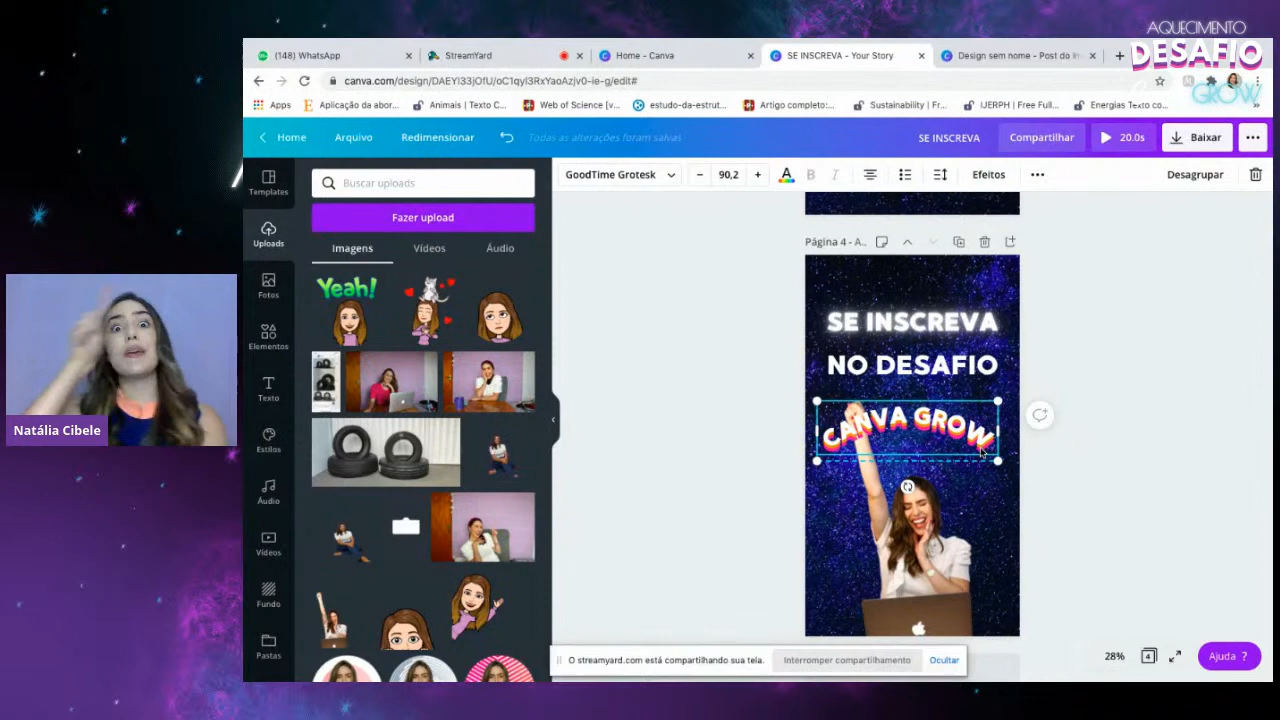 AQUECIMENTO
DESAFIO
GROW
(148) WhatsApp
StreamYard
Home - Canva
SE INSCREVA - Your Story
Design sem nome - Post do In
canva.com/design/DAEYl33jOfU/oC1qyl3RxYaoAzjv0-ie-g/edit#
Apps
Aplicação da abor...
Animais | Texto C...
Web of Science [v...
estudo-da-estrut...
Artigo completo:...
Sustainability | Fr...
IJERPH | Free Full...
Energias Texto co...
Home
Arquivo
Redimensionar
Todas as alterações foram salvas
SE INSCREVA
Compartilhar
20.0s
Baixar
Templates
Uploads
Fotos
Elementos
Texto
Estilos
Áudio
Vídeos
Fundo
Pastas
Buscar uploads
Fazer upload
Imagens
Vídeos
Áudio
Yeah!
GoodTime Grotesk
90,2
A
B
I
Efeitos
Desagrupar
Página 4 - A...
SE INSCREVA
NO DESAFIO
CANVA GROW
Natália Cibele
O streamyard.com está compartilhando sua tela.
Interromper compartilhamento
Ocultar
28%
4
Ajuda ?